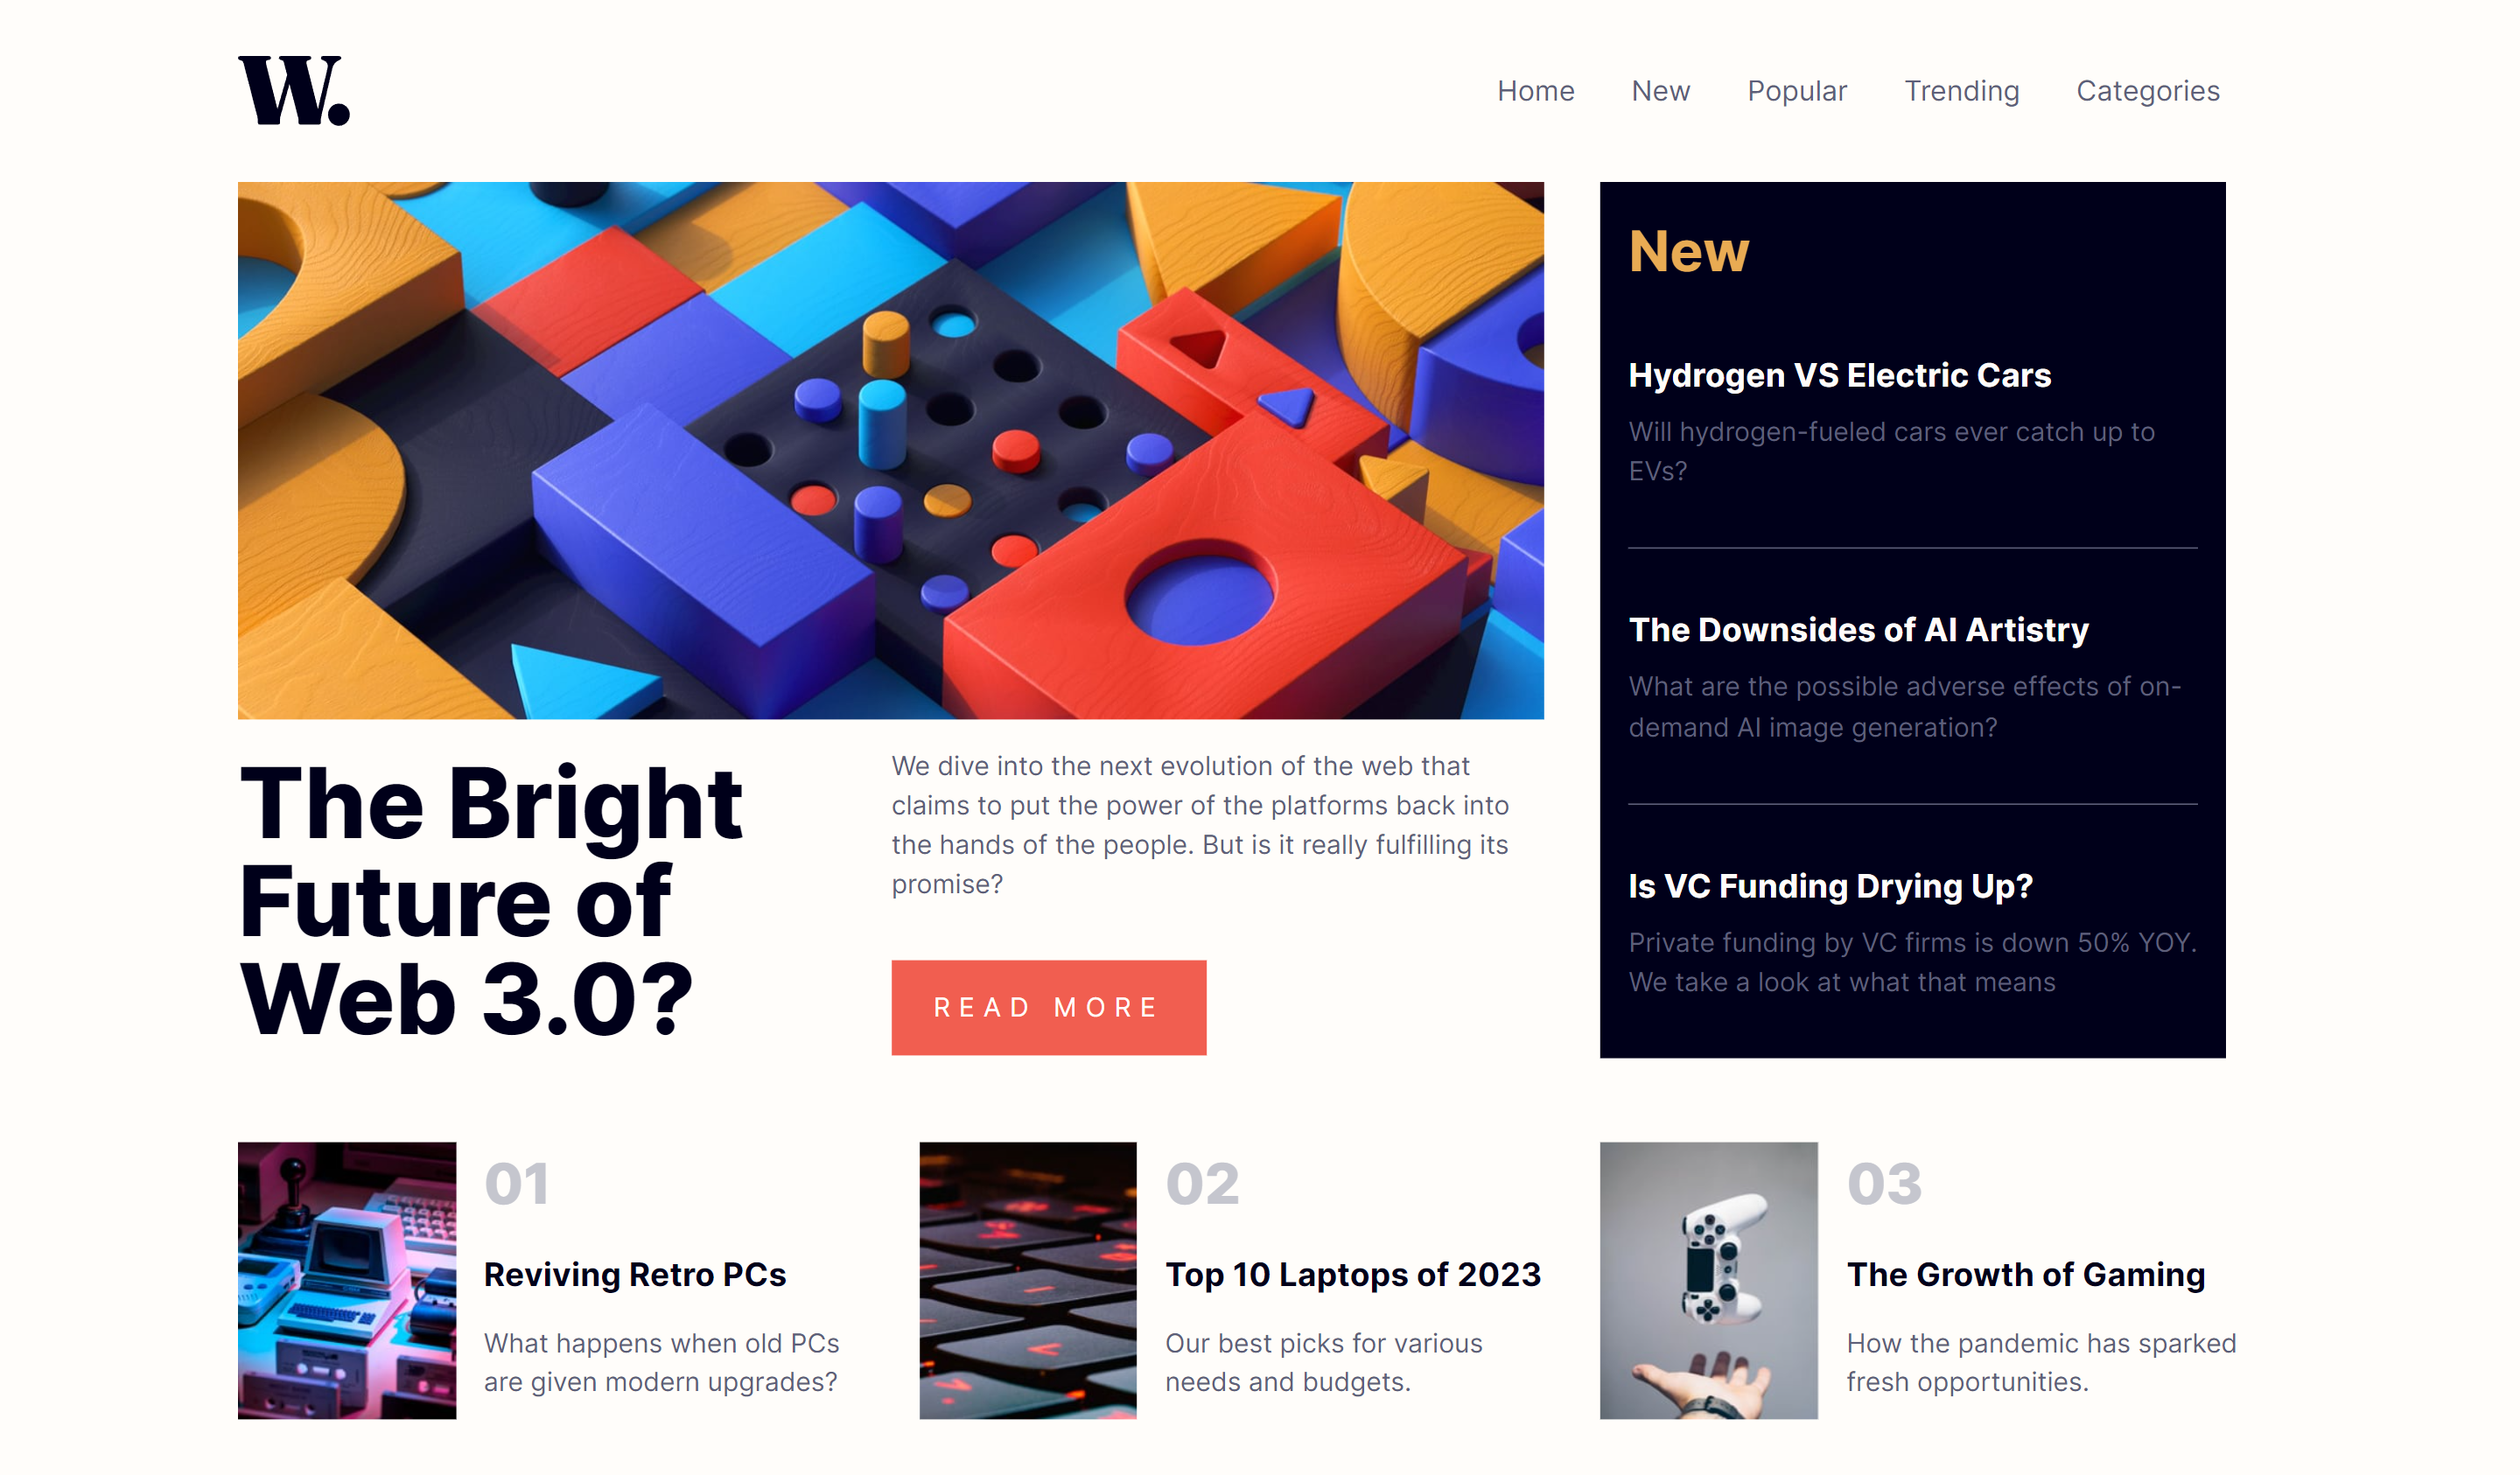 W.
Home New Popular Trending Categories
The Bright
Future of
Web 3.0?
We dive into the next evolution of the web that
claims to put the power of the platforms back into
the hands of the people. But is it really fulfilling its
promise?
READ MORE
New
Hydrogen VS Electric Cars
Will hydrogen-fueled cars ever catch up to
EVs?
The Downsides of AI Artistry
What are the possible adverse effects of on-
demand AI image generation?
Is VC Funding Drying Up?
Private funding by VC firms is down 50% YOY.
We take a look at what that means
01
Reviving Retro PCs
What happens when old PCs
are given modern upgrades?
02
Top 10 Laptops of 2023
Our best picks for various
needs and budgets.
03
The Growth of Gaming
How the pandemic has sparked
fresh opportunities.